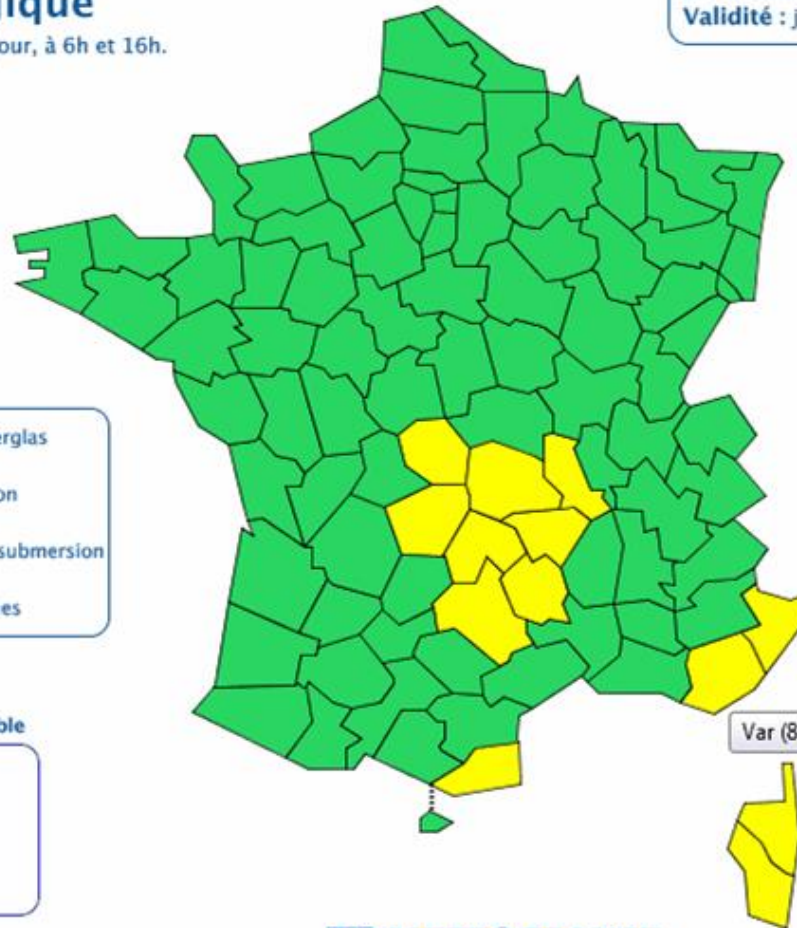 ique
our, à 6h et 16h.
Validité : j
erglas
on
submersion
es
ble
Var (8